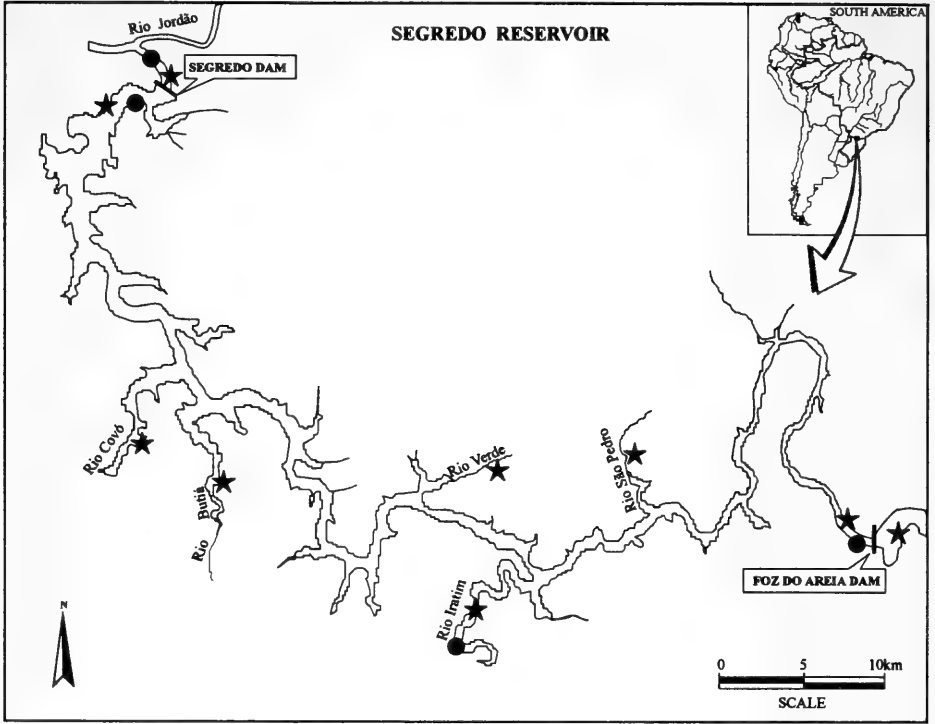 SOUTH AMERICA
Rio Jordão
SEGREDO RESERVOIR
SEGREDO DAM
Rio Covó
Rio Butiá
Rio Verde
Rio São Pedro
Rio Iratim
FOZ DO AREIA DAM
N
0 5 10km
SCALE